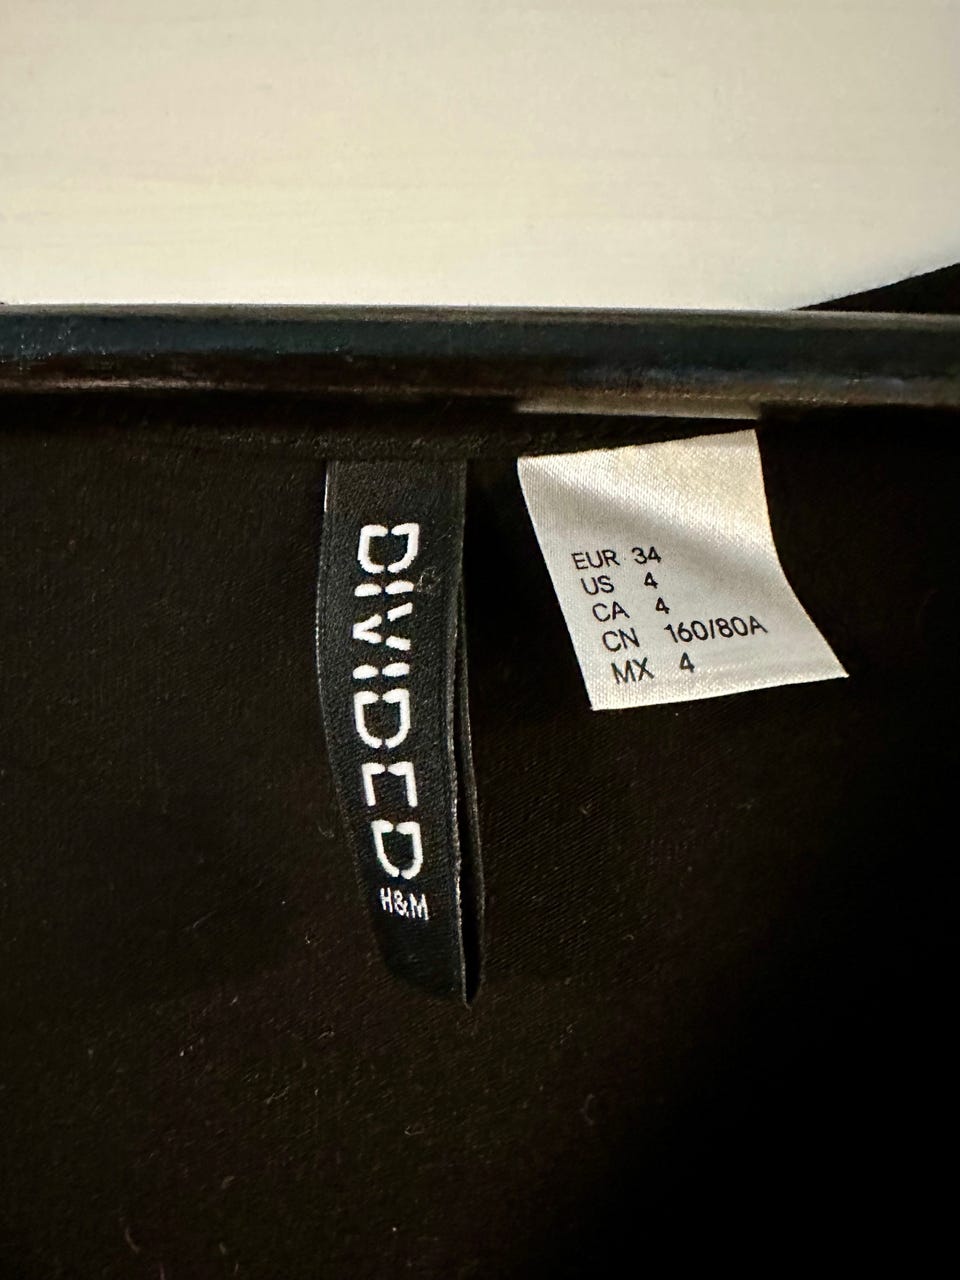 DIVIDED
H&M
EUR 34
US 4
CA 4
CN 160/80A
MX 4